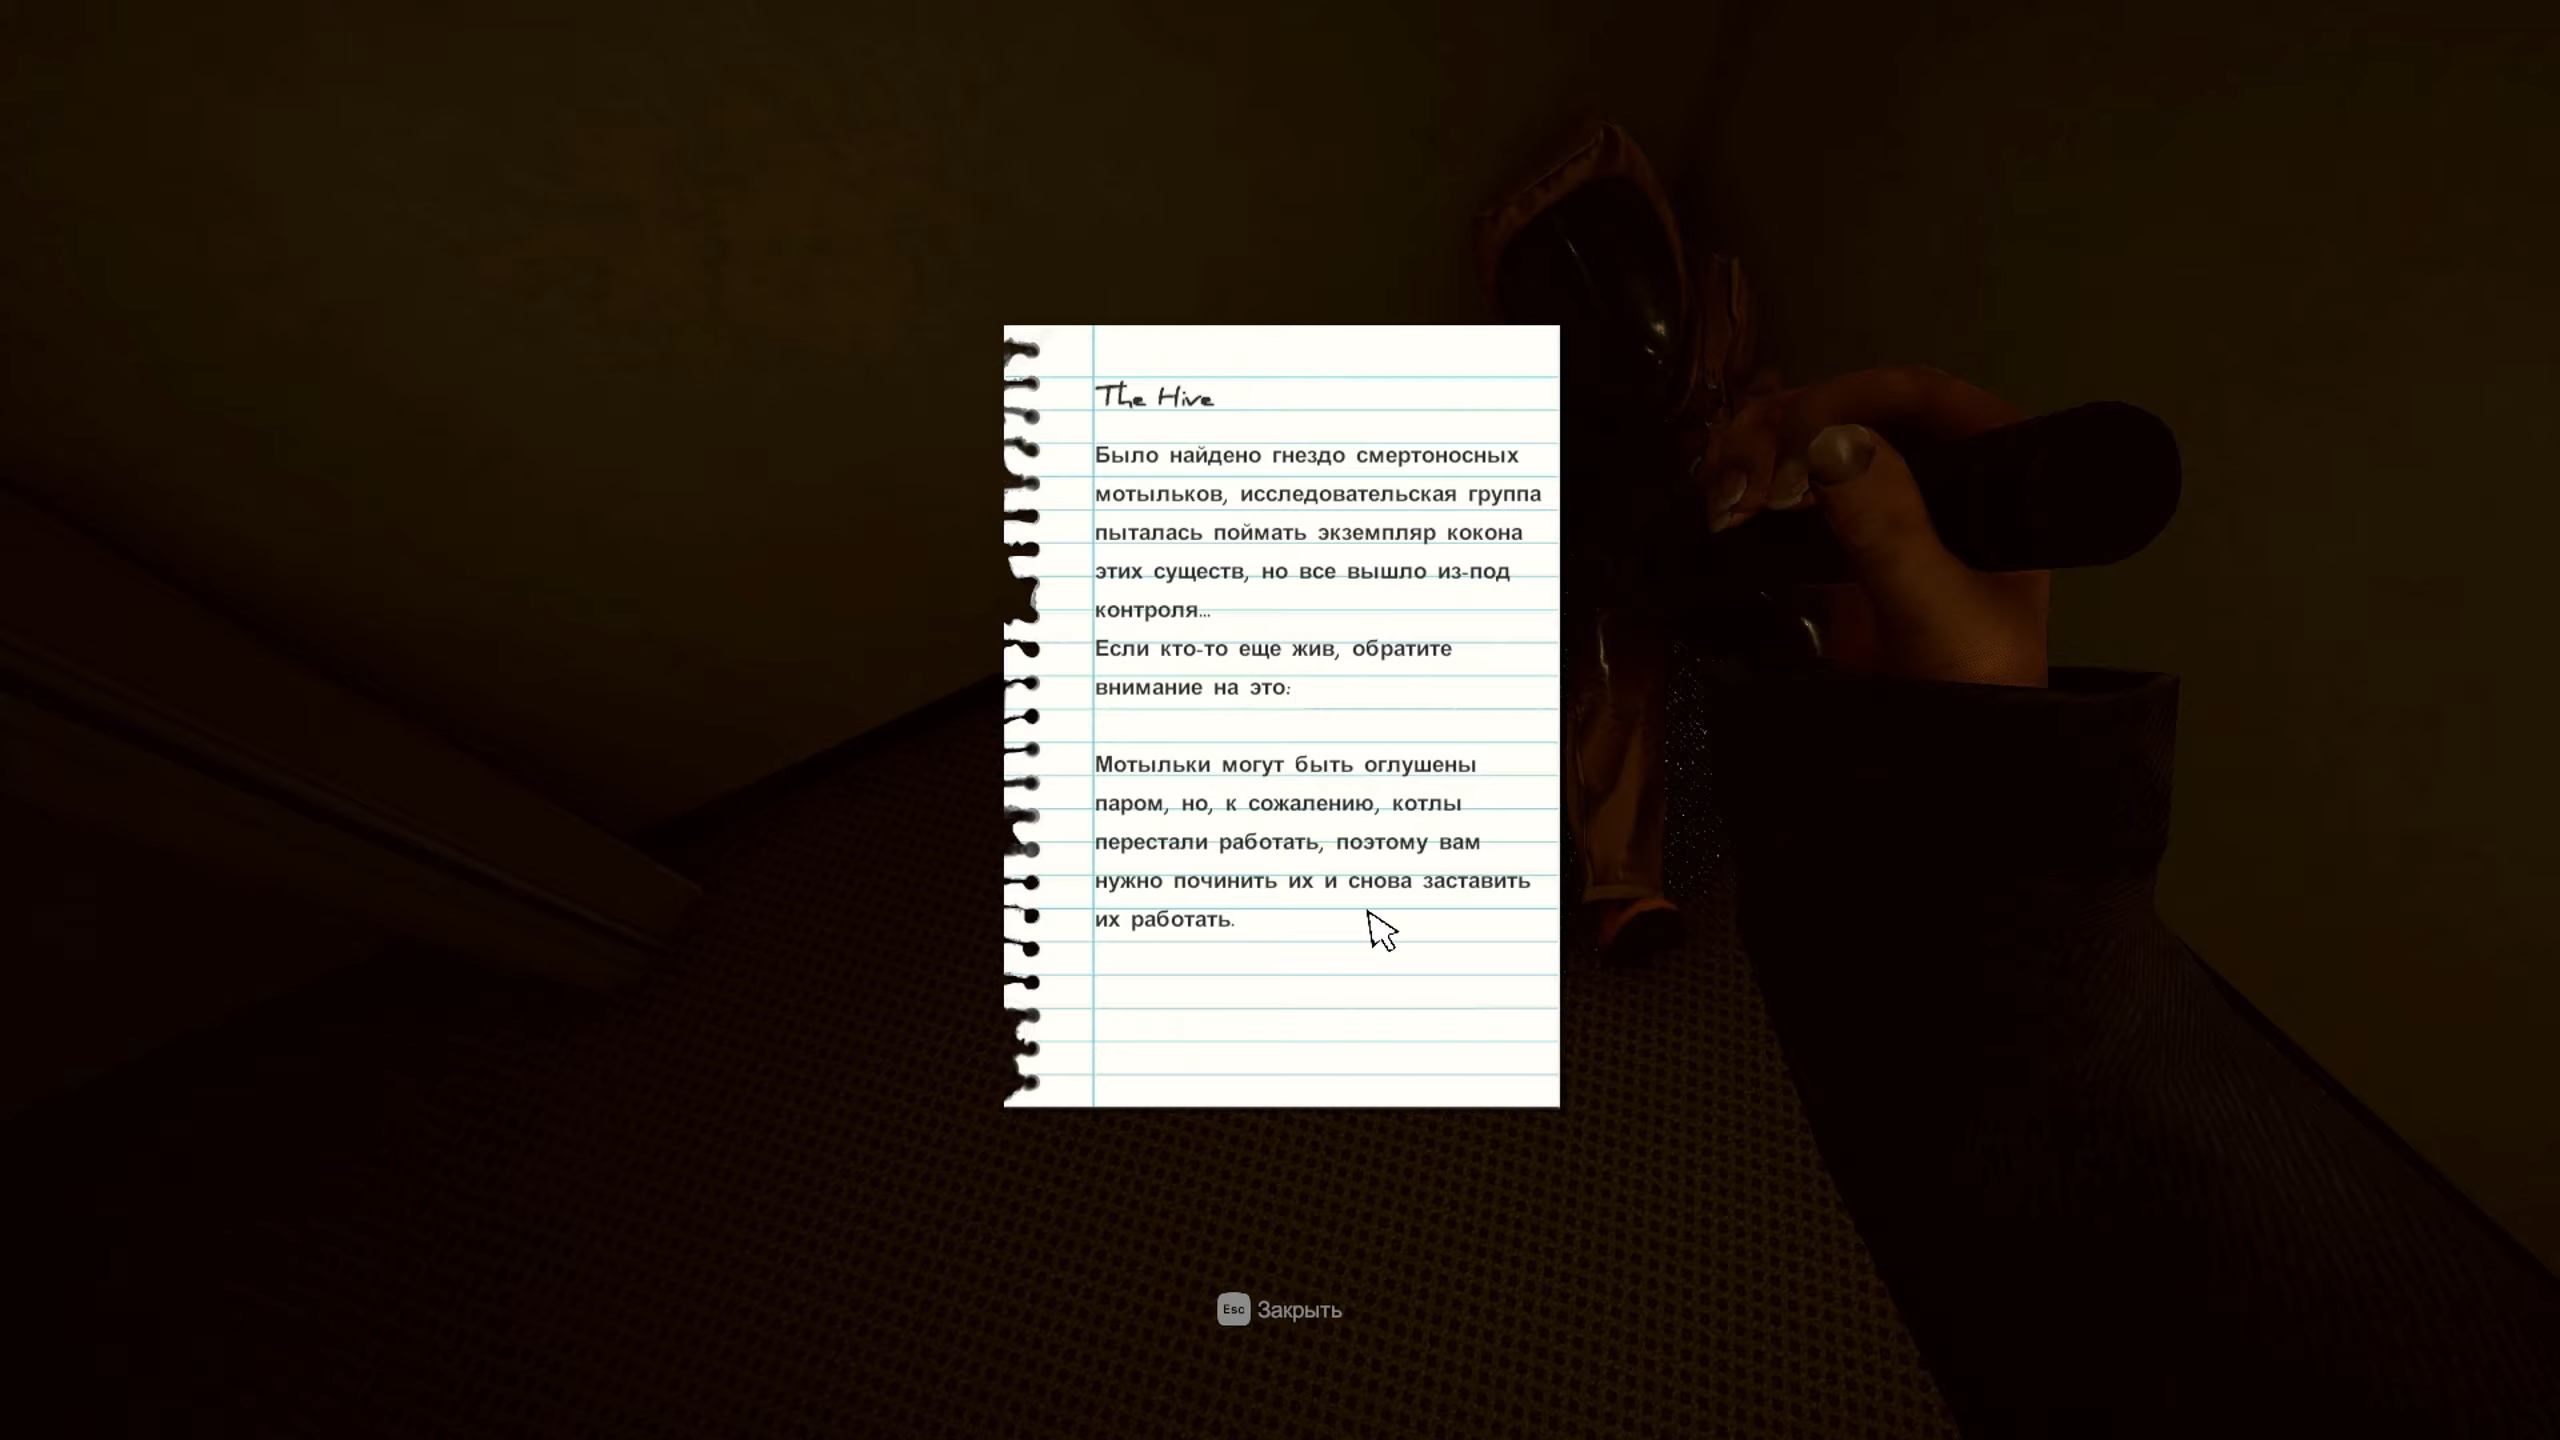 The Hive
Было найдено гнездо смертоносных
мотыльков, исследовательская группа
пыталась поймать экземпляр кокона
этих существ, но все вышло из-под
контроля...
Если кто-то еще жив, обратите
внимание на это:
Мотыльки могут быть оглушены
паром, но, к сожалению, котлы
перестали работать, поэтому вам
нужно починить их и снова заставить
их работать.
Esc Закрыть